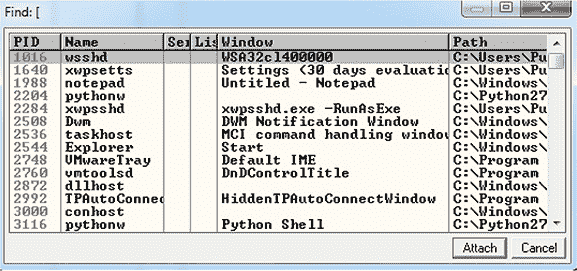 Find: [
PID Name Ser Lis Window Path
1016 wsshd WSA32cl400000 C:\Users\Pu
1640 xwpsetts Settings <30 days evaluatio C:\Users\Pu
1988 notepad Untitled - Notepad C:\Windows\
2204 pythonw C:\Python27
2284 xwpsshd xwpsshd.exe -RunAsExe C:\Users\Pu
2508 Dwm DWM Notification Window C:\Windows\
2536 taskhost MCI command handling window C:\Windows\
2544 Explorer Start C:\Windows\
2748 VMwareTray Default IME C:\Program
2760 vmtoolsd DnDControlTitle C:\Program
2872 dllhost C:\Windows\
2992 TPAutoConnec HiddenTPAutoConnectWindow C:\Program
3000 conhost C:\Windows\
3116 pythonw Python Shell C:\Python27
Attach Cancel